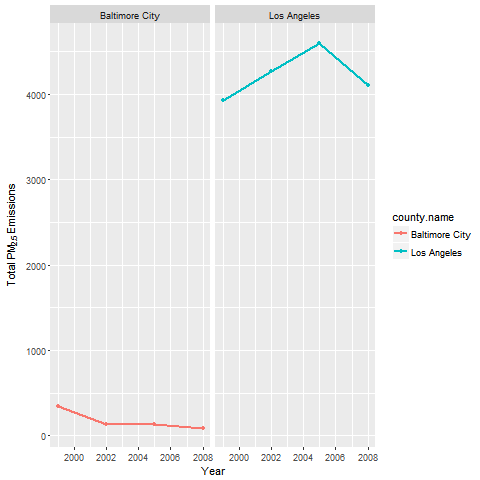 Baltimore City
Los Angeles
4000
3000
2000
1000
0
Total PM2.5 Emissions
2000 2002 2004 2006 2008
2000 2002 2004 2006 2008
Year
county.name
Baltimore City
Los Angeles